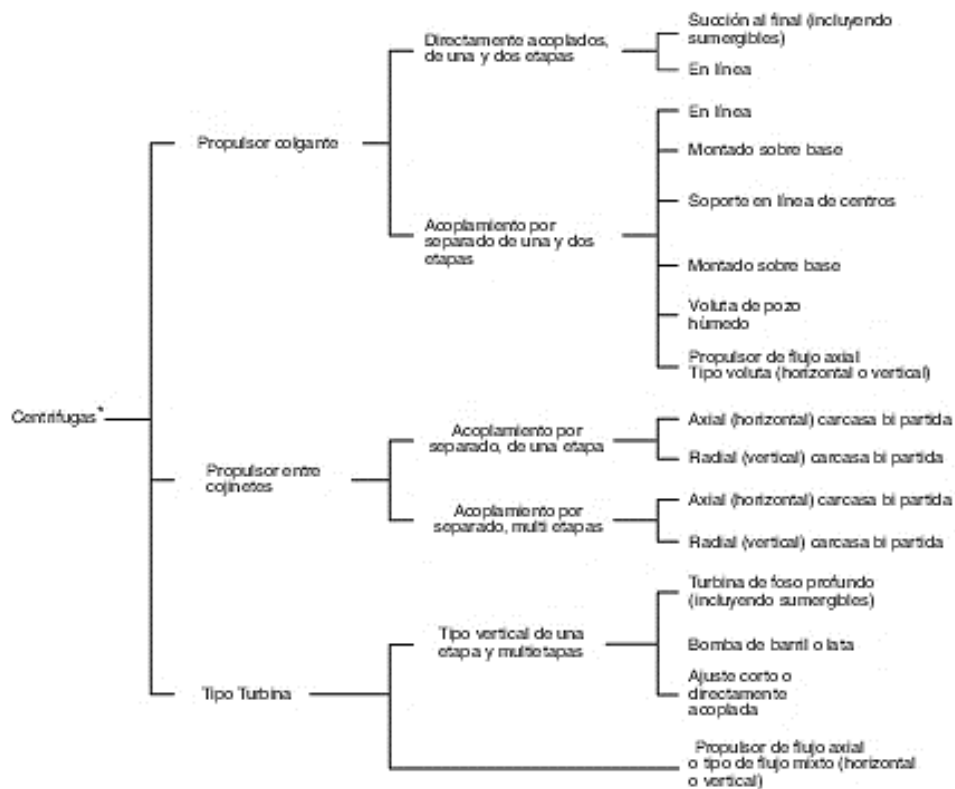 Succión al final (incluyendo
sumergibles)
Directamente acoplados,
de una y dos etapas
En línea
En línea
Propulsor colgante
Montado sobre base
Soporte en línea de centros
Acoplamiento por
separado de una y dos
etapas
Montado sobre base
Voluta de pozo
húmedo
Propulsor de flujo axial
Tipo voluta (horizontal o vertical)
Centrífugas*
Axial (horizontal) carcasa bi partida
Acoplamiento por
separado, de una etapa
Radial (vertical) carcasa bi partida
Propulsor entre
cojinetes
Axial (horizontal) carcasa bi partida
Acoplamiento por
separado, multi etapas
Radial (vertical) carcasa bi partida
Turbina de foso profundo
(incluyendo sumergibles)
Tipo vertical de una
etapa y multietapas
Bomba de barril o lata
Ajuste corto o
directamente
acoplada
Tipo Turbina
Propulsor de flujo axial
o tipo de flujo mixto (horizontal
o vertical)